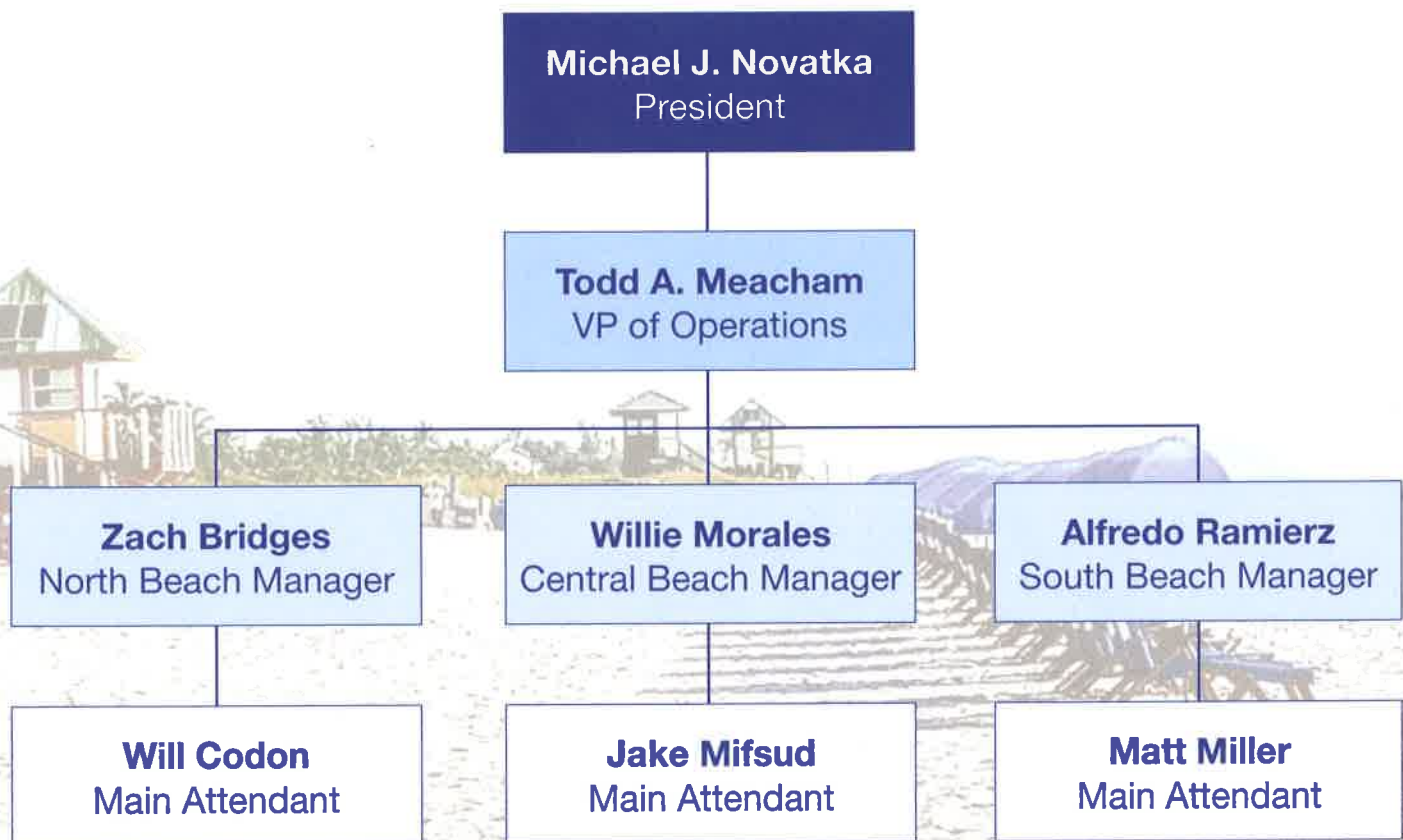 Michael J. Novatka
President
Todd A. Meacham
VP of Operations
Zach Bridges
North Beach Manager
Willie Morales
Central Beach Manager
Alfredo Ramierz
South Beach Manager
Will Codon
Main Attendant
Jake Mifsud
Main Attendant
Matt Miller
Main Attendant